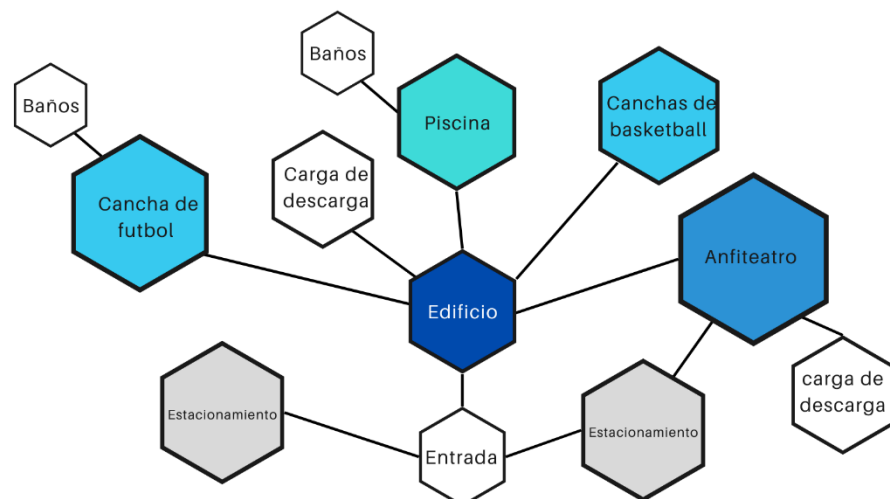 Baños
Baños
Piscina
Canchas de
basketball
Cancha de
futbol
Carga de
descarga
Anfiteatro
Edificio
Estacionamiento
Entrada
Estacionamiento
carga de
descarga